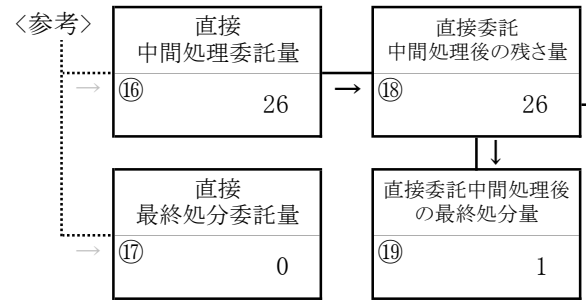 〈参考〉
直接
中間処理委託量
⑯
26
→
→
直接委託
中間処理後の残さ量
⑱
26
↓
直接
最終処分委託量
⑰
0
→
直接委託中間処理後
の最終処分量
⑲
1